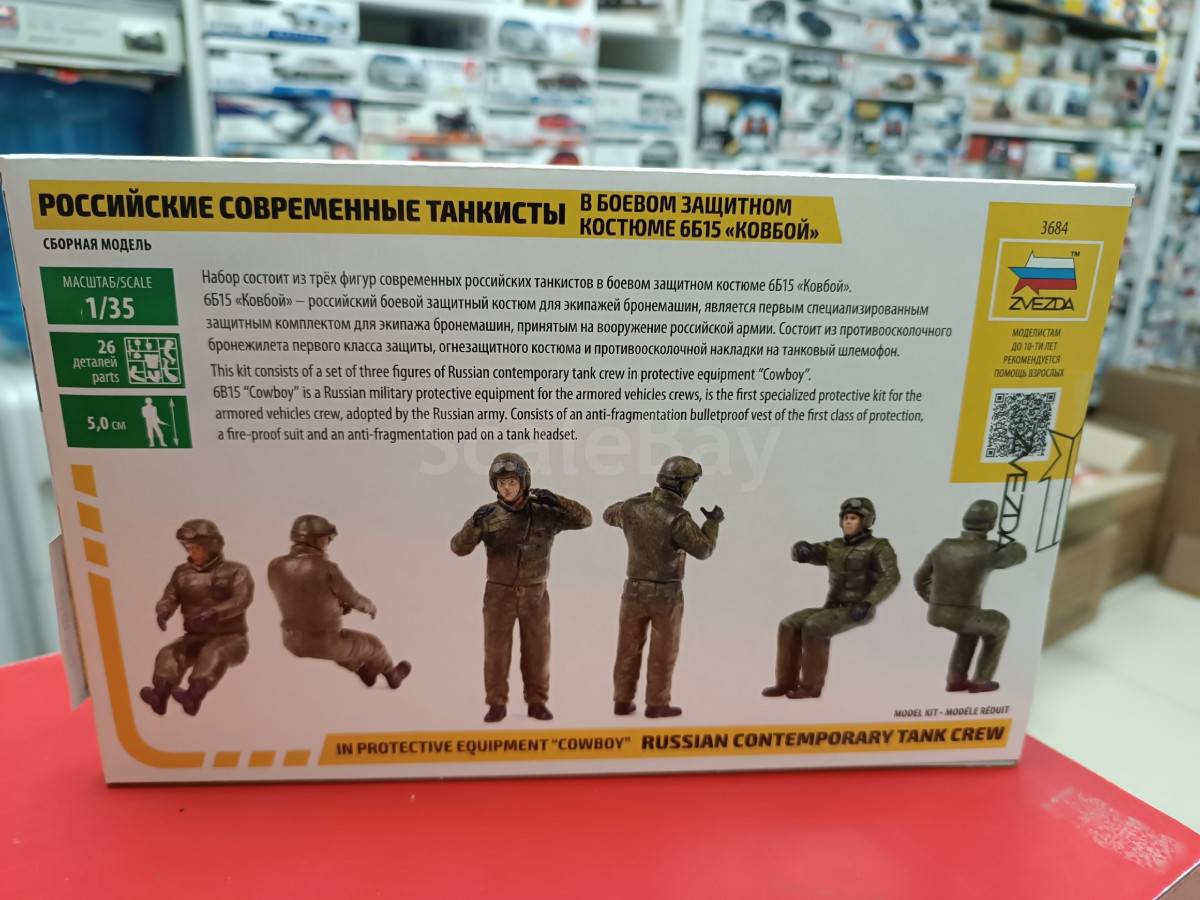 РОССИЙСКИЕ СОВРЕМЕННЫЕ ТАНКИСТЫ
В БОЕВОМ ЗАЩИТНОМ
КОСТЮМЕ 6Б15 «КОВБОЙ»
СБОРНАЯ МОДЕЛЬ
МАСШТАБ/SCALE
1/35
26
деталей
parts
5,0 см
Набор состоит из трёх фигур современных российских танкистов в боевом защитном костюме 6Б15 «Ковбой».
6Б15 «Ковбой» – российский боевой защитный костюм для экипажей бронемашин, является первым специализированным
защитным комплектом для экипажа бронемашин, принятым на вооружение российской армии. Состоит из противоосколочного
бронежилета первого класса защиты, огнезащитного костюма и противоосколочной накладки на танковый шлемофон.
This kit consists of a set of three figures of Russian contemporary tank crew in protective equipment "Cowboy".
6B15 "Cowboy" is a Russian military protective equipment for the armored vehicles crews, is the first specialized protective kit for the
armored vehicles crew, adopted by the Russian army. Consists of an anti-fragmentation bulletproof vest of the first class of protection,
a fire-proof suit and an anti-fragmentation pad on a tank headset.
3684
TM
ZVEZDA
МОДЕЛИСТАМ
ДО 10-ТИ ЛЕТ
РЕКОМЕНДУЕТСЯ
ПОМОЩЬ ВЗРОСЛЫХ
ZVEZDA
ScaleBay
MODEL KIT - MODÈLE RÉDUIT
IN PROTECTIVE EQUIPMENT "COWBOY" RUSSIAN CONTEMPORARY TANK CREW